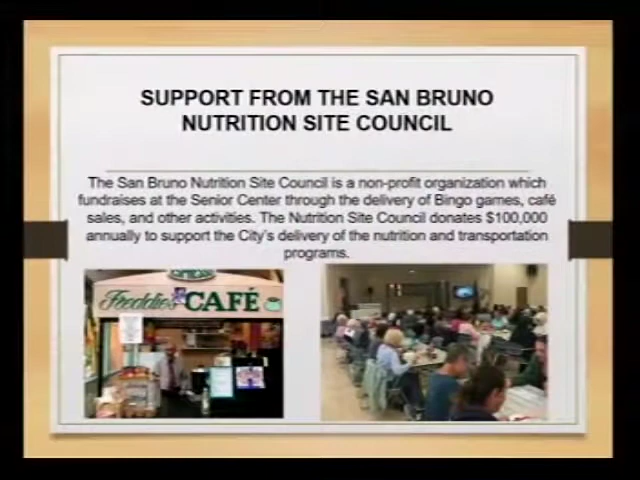 SUPPORT FROM THE SAN BRUNO
NUTRITION SITE COUNCIL
The San Bruno Nutrition Site Council is a non-profit organization which
fundraises at the Senior Center through the delivery of Bingo games, café
sales, and other activities. The Nutrition Site Council donates $100,000
annually to support the City's delivery of the nutrition and transportation
programs.
Freddie's CAFÉ